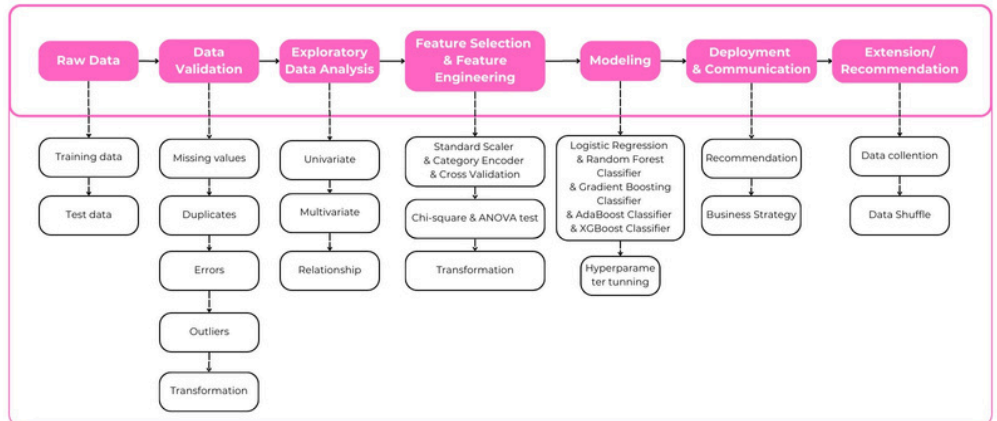 Raw Data
Data
Validation
Exploratory
Data Analysis
Feature Selection
& Feature
Engineering
Modeling
Deployment
& Communication
Extension/
Recommendation
Training data
Test data
Missing values
Duplicates
Errors
Outliers
Transformation
Univariate
Multivariate
Relationship
Standard Scaler
& Category Encoder
& Cross Validation
Chi-square & ANOVA test
Transformation
Logistic Regression
& Random Forest
Classifier
& Gradient Boosting
Classifier
& AdaBoost Classifier
& XGBoost Classifier
Hyperparame
ter tunning
Recommendation
Business Strategy
Data collention
Data Shuffle